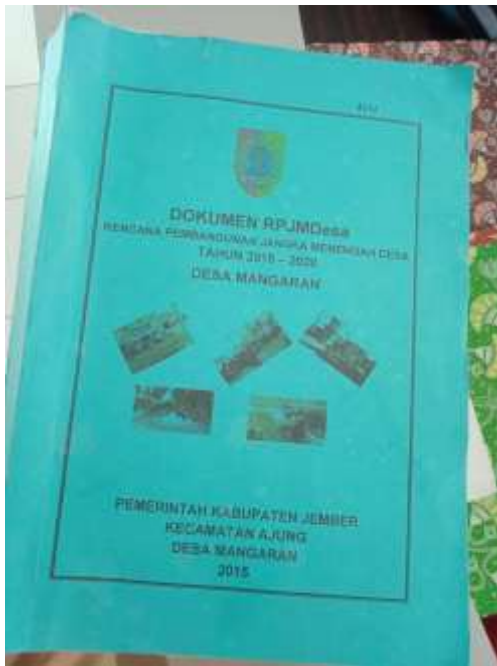 DOKUMEN RPJMDesa
RENCANA PEMBANGUNAN JANGKA MENENGAH DESA
TAHUN 2015 – 2020
DESA MANGARAN
PEMERINTAH KABUPATEN JEMBER
KECAMATAN AJUNG
DESA MANGARAN
2015